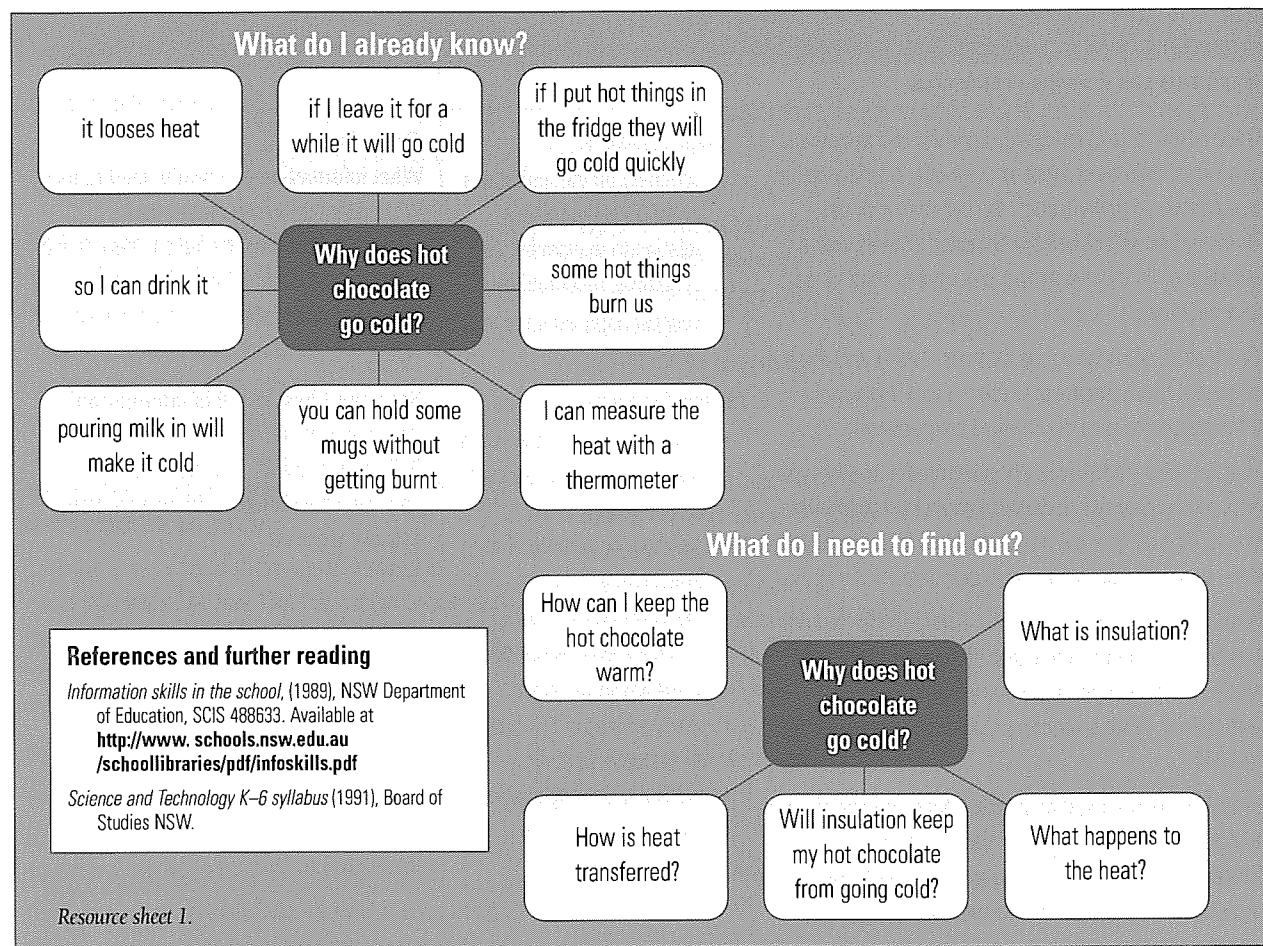 What do I already know?
it looses heat
if I leave it for a
while it will go cold
if I put hot things in
the fridge they will
go cold quickly
so I can drink it
Why does hot
chocolate
go cold?
some hot things
burn us
pouring milk in will
make it cold
you can hold some
mugs without
getting burnt
I can measure the
heat with a
thermometer
What do I need to find out?
How can I keep the
hot chocolate
warm?
What is insulation?
Why does hot
chocolate
go cold?
How is heat
transferred?
Will insulation keep
my hot chocolate
from going cold?
What happens to
the heat?
References and further reading
Information skills in the school, (1989), NSW Department
of Education, SCIS 488633. Available at
http://www. schools.nsw.edu.au
/schoollibraries/pdf/infoskills.pdf
Science and Technology K–6 syllabus (1991), Board of
Studies NSW.
Resource sheet 1.